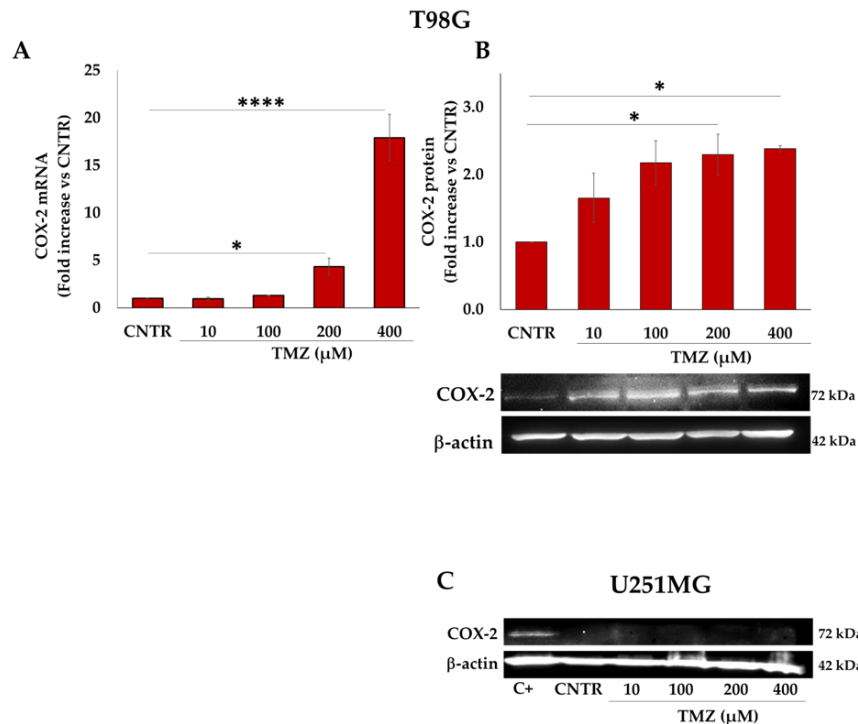 T98G
A
B
COX-2 mRNA
(Fold increase vs CNTR)
25
20
15
10
5
0
****
*
CNTR 10 100 200 400
TMZ (μM)
COX-2 protein
(Fold increase vs CNTR)
3.0
2.0
1.0
0.0
*
*
CNTR 10 100 200 400
TMZ (μM)
COX-2 72 kDa
β-actin 42 kDa
C
U251MG
COX-2 72 kDa
β-actin 42 kDa
C+ CNTR 10 100 200 400
TMZ (μM)